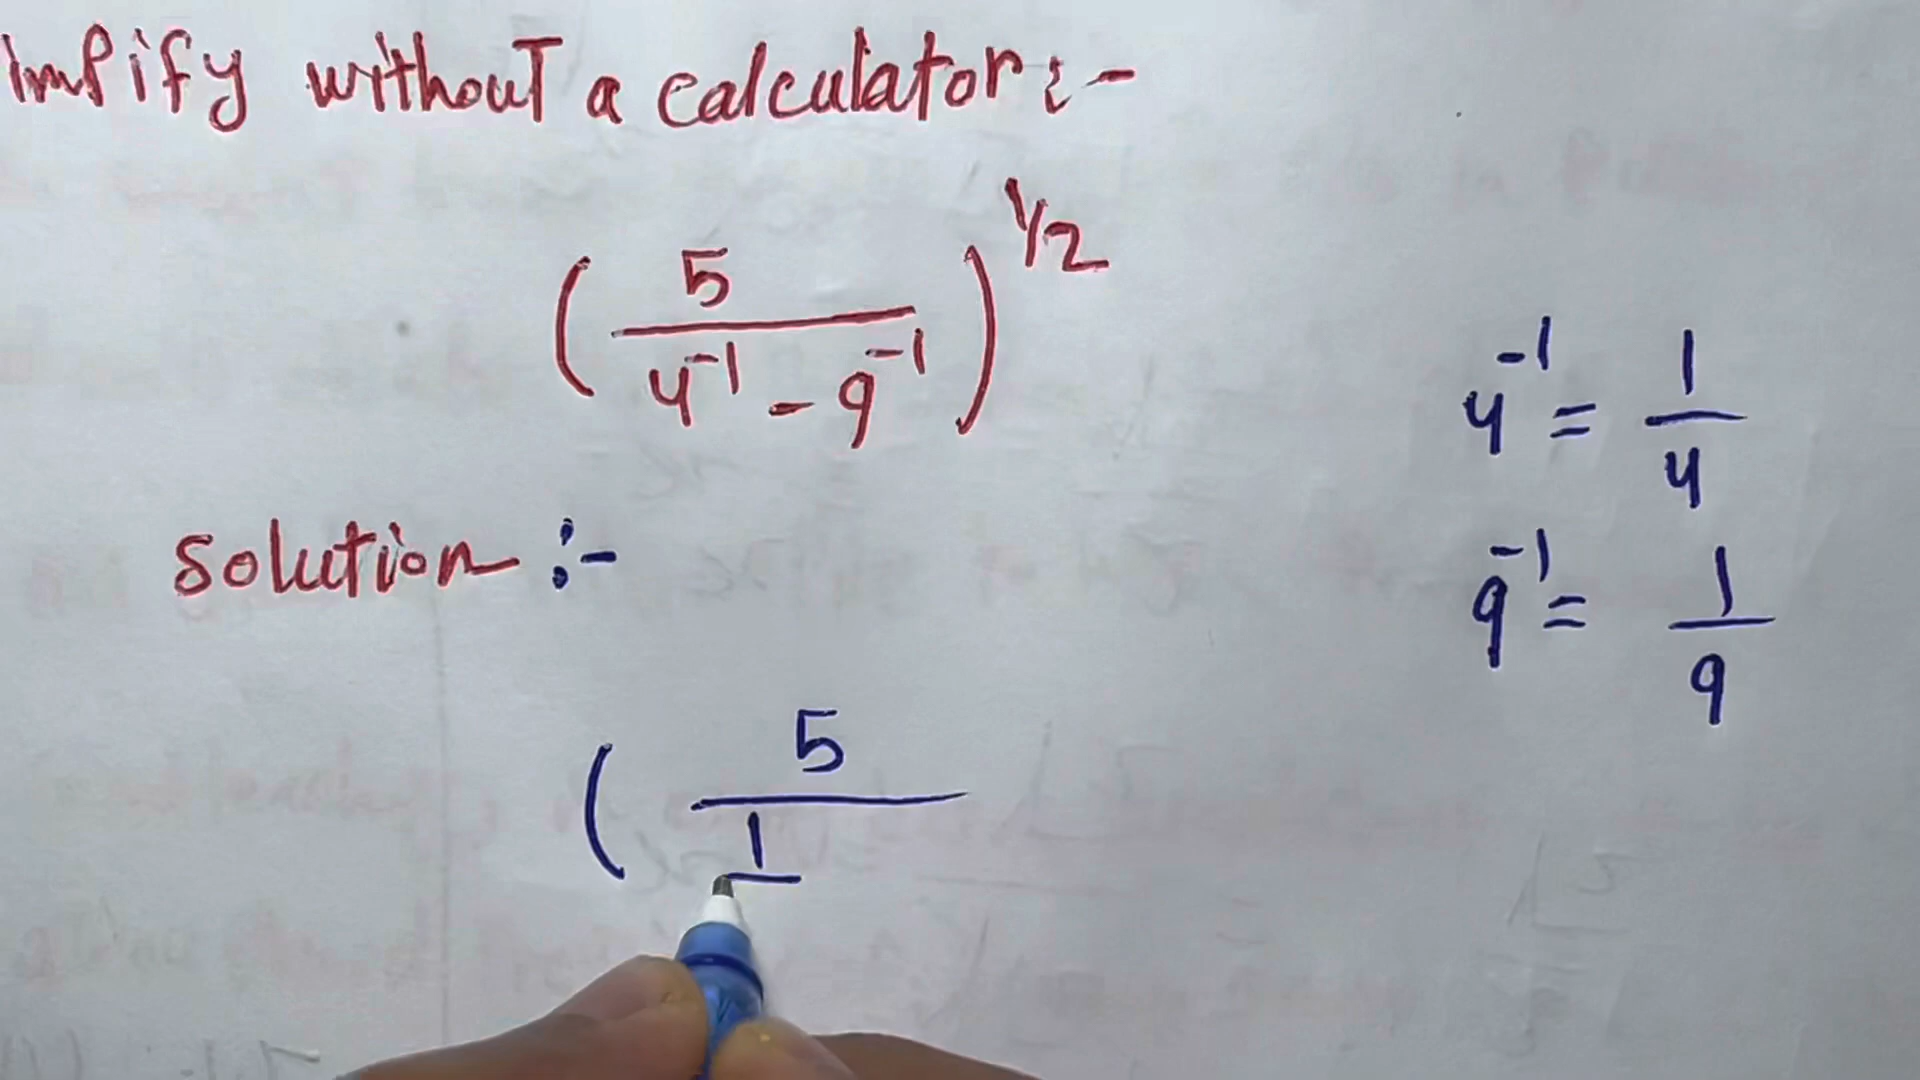 impify without a calculator:-
( 5 / 4⁻¹ - 9⁻¹ )^1/2
4⁻¹ = 1/4
solution :-
9⁻¹ = 1/9
( 5 / 1